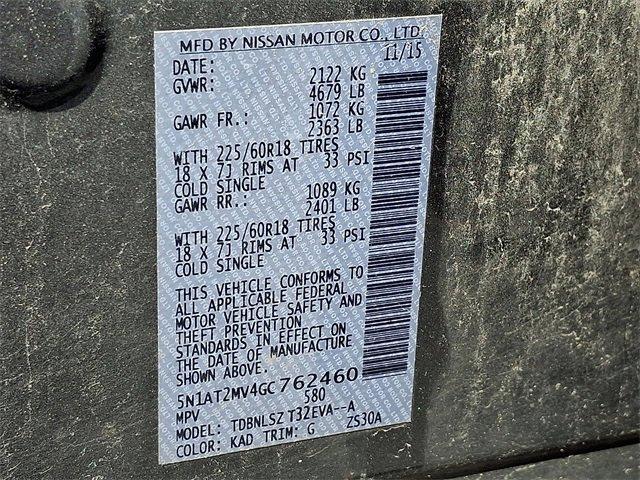 MFD BY NISSAN MOTOR CO., LTD.
DATE: 11/15
GVWR: 2122 KG
4679 LB
GAWR FR.: 1072 KG
2363 LB
WITH 225/60R18 TIRES
18 X 7J RIMS AT 33 PSI
COLD SINGLE
GAWR RR.: 1089 KG
2401 LB
WITH 225/60R18 TIRES
18 X 7J RIMS AT 33 PSI
COLD SINGLE
THIS VEHICLE CONFORMS TO
ALL APPLICABLE FEDERAL
MOTOR VEHICLE SAFETY AND
THEFT PREVENTION
STANDARDS IN EFFECT ON
THE DATE OF MANUFACTURE
SHOWN ABOVE.
5N1AT2MV4GC762460
MPV 580
MODEL: TDBNLSZ T32EVA--A
COLOR: KAD TRIM: G ZS30A